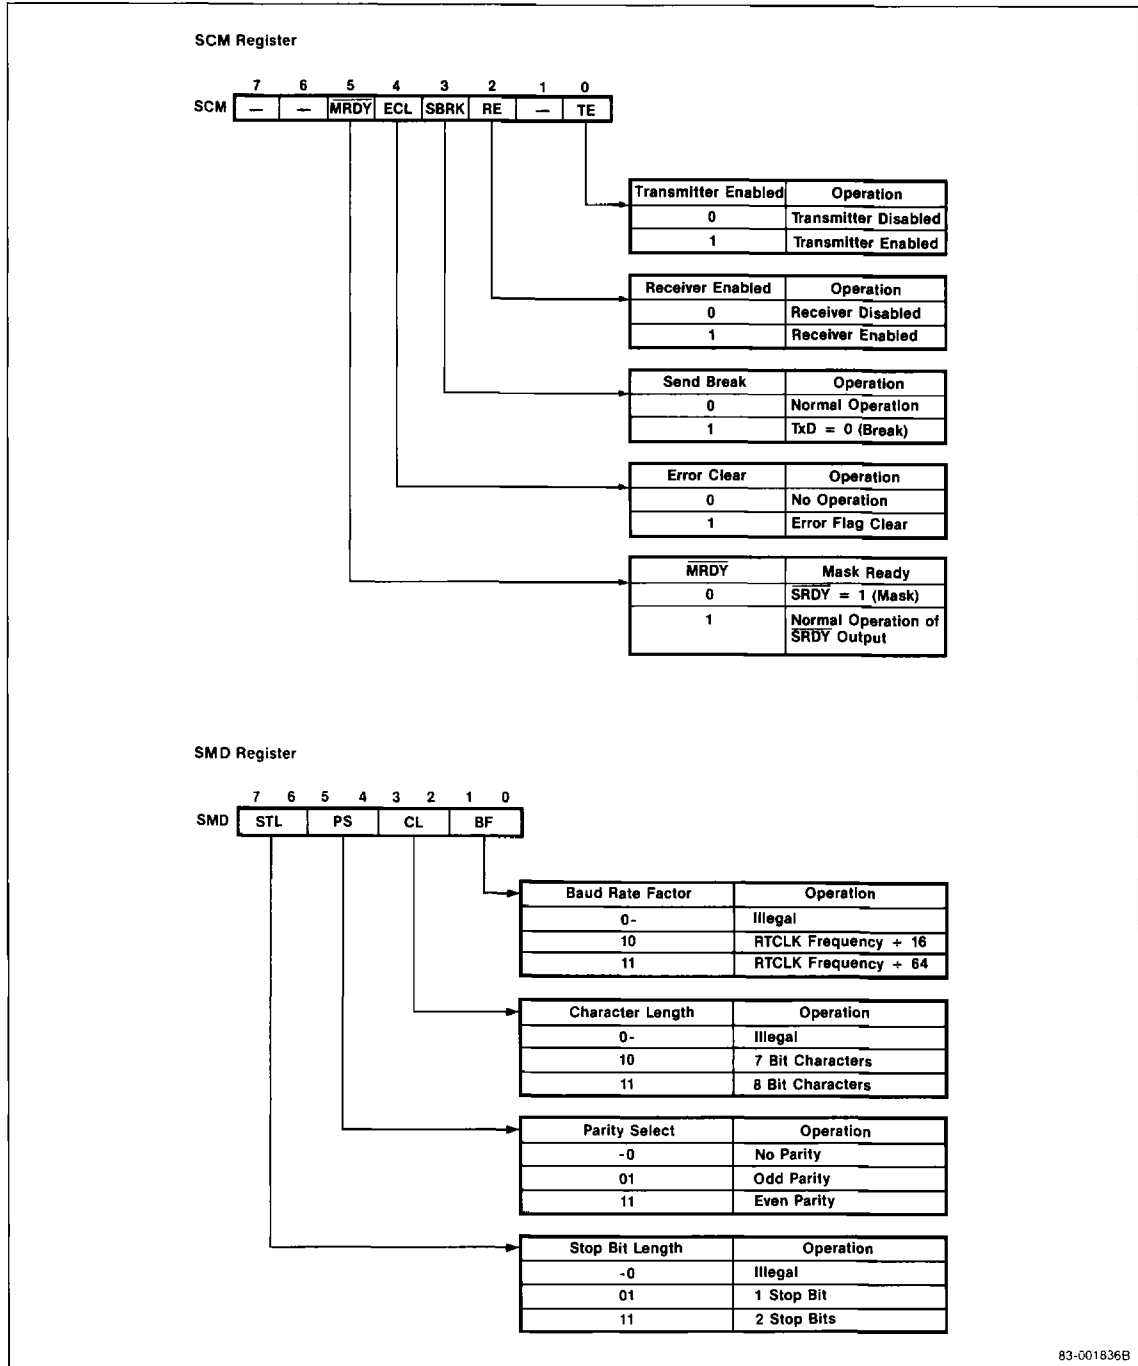 SCM Register
7 6 5 4 3 2 1 0
SCM — — M̅R̅D̅Y̅ ECL SBRK RE — TE
Transmitter Enabled Operation
0 Transmitter Disabled
1 Transmitter Enabled
Receiver Enabled Operation
0 Receiver Disabled
1 Receiver Enabled
Send Break Operation
0 Normal Operation
1 TxD = 0 (Break)
Error Clear Operation
0 No Operation
1 Error Flag Clear
M̅R̅D̅Y̅ Mask Ready
0 S̅R̅D̅Y̅ = 1 (Mask)
1 Normal Operation of
S̅R̅D̅Y̅ Output
SMD Register
7 6 5 4 3 2 1 0
SMD STL PS CL BF
Baud Rate Factor Operation
0- Illegal
10 RTCLK Frequency ÷ 16
11 RTCLK Frequency ÷ 64
Character Length Operation
0- Illegal
10 7 Bit Characters
11 8 Bit Characters
Parity Select Operation
-0 No Parity
01 Odd Parity
11 Even Parity
Stop Bit Length Operation
-0 Illegal
01 1 Stop Bit
11 2 Stop Bits
83-001836B